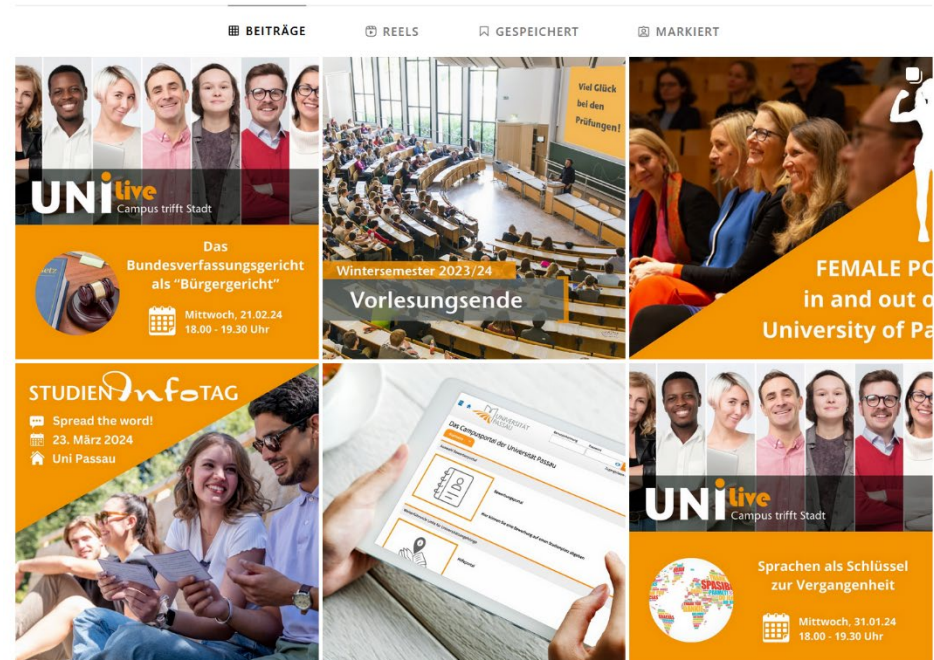 BEITRÄGE
REELS
GESPEICHERT
MARKIERT
UNI live
Campus trifft Stadt
Das
Bundesverfassungsgericht
als "Bürgergericht"
Mittwoch, 21.02.24
18.00 - 19.30 Uhr
Viel Glück
bei den
Prüfungen!
Wintersemester 2023/24
Vorlesungsende
FEMALE PO
in and out o
University of Pa
STUDIEN InfoTAG
Spread the word!
23. März 2024
Uni Passau
UNIVERSITÄT
PASSAU
Das Campusportal der Universität Passau
UNI live
Campus trifft Stadt
SPASIBA
Sprachen als Schlüssel
zur Vergangenheit
Mittwoch, 31.01.24
18.00 - 19.30 Uhr